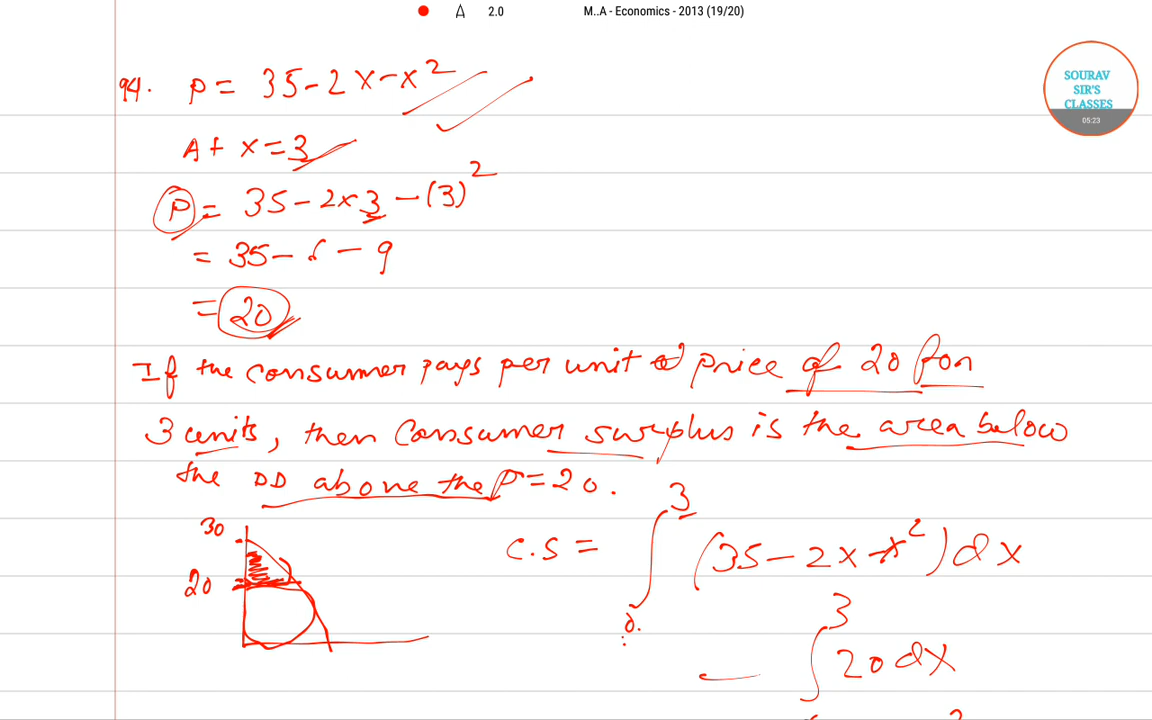 A 2.0 M..A - Economics - 2013 (19/20)
SOURAV
SIR'S
CLASSES
05:23
94. P = 35 - 2x - x²
At x = 3
P = 35 - 2x3 - (3)²
= 35 - 6 - 9
= 20
If the consumer pays per unit price of 20 for
3 units, then Consumer surplus is the area below
the DD above the P = 20.
30
20
C.S = ∫₀³ (35 - 2x - x²) dx
- ∫ ³ 20 dx